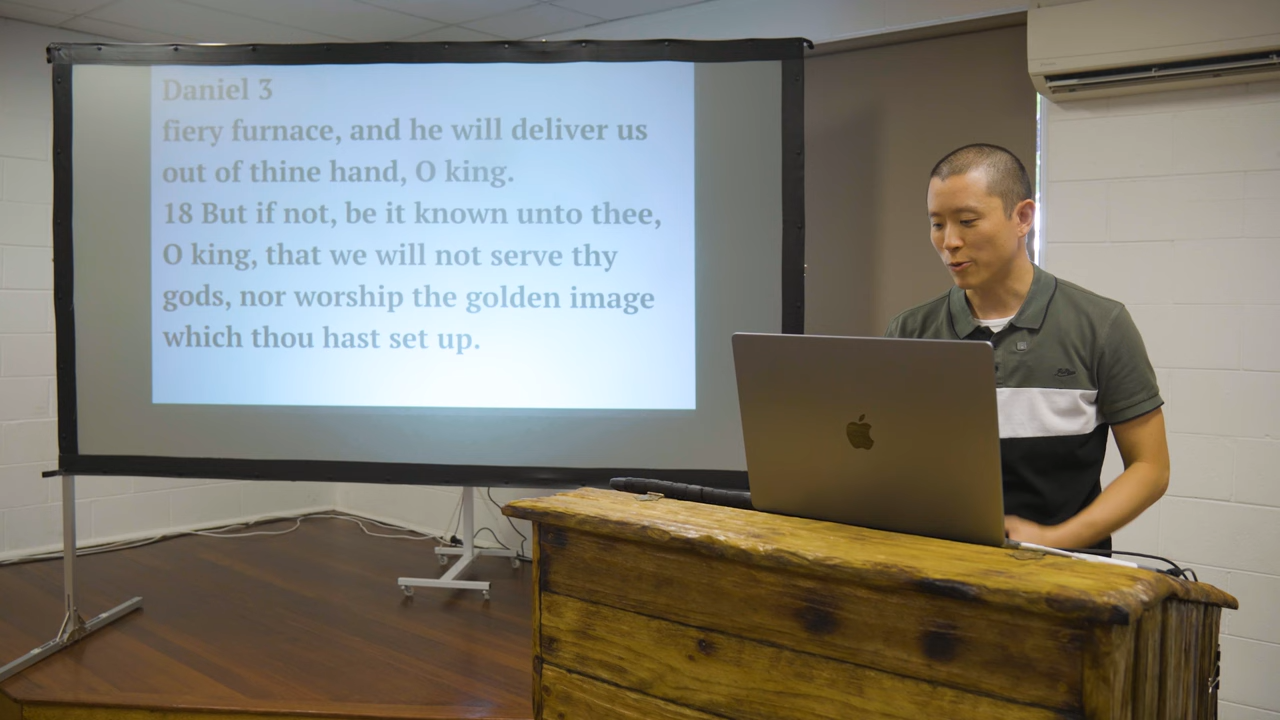 Daniel 3
fiery furnace, and he will deliver us
out of thine hand, O king.
18 But if not, be it known unto thee,
O king, that we will not serve thy
gods, nor worship the golden image
which thou hast set up.